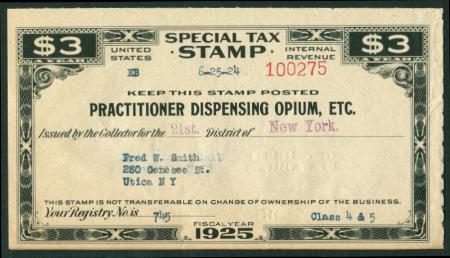 $3 SPECIAL TAX $3
A YEAR UNITED STATES STAMP INTERNAL REVENUE A YEAR
KB 6-25-24 100275
KEEP THIS STAMP POSTED
PRACTITIONER DISPENSING OPIUM, ETC.
Issued by the Collector for the 21st. District of New York.
Fred W. Smith
250 Genesee St.
Utica N Y
THIS STAMP IS NOT TRANSFERABLE ON CHANGE OF OWNERSHIP OF THE BUSINESS.
Your Registry No. is 745 Class 4 & 5
FISCAL YEAR
1925